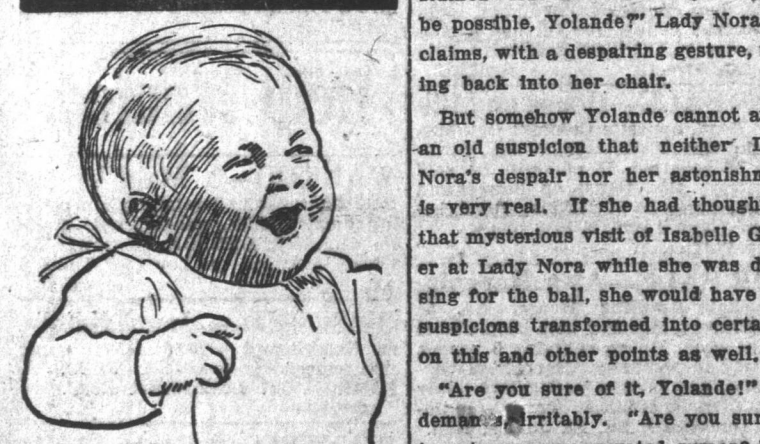 be possible, Yolande?" Lady Nora
claims, with a despairing gesture,
ing back into her chair.
But somehow Yolande cannot a
an old suspicion that neither
Nora's despair nor her astonishm
is very real. If she had though
that mysterious visit of Isabelle G
er at Lady Nora while she was d
sing for the ball, she would have
suspicions transformed into certa
on this and other points as well.
"Are you sure of it, Yolande!"
irritably. "Are you sur